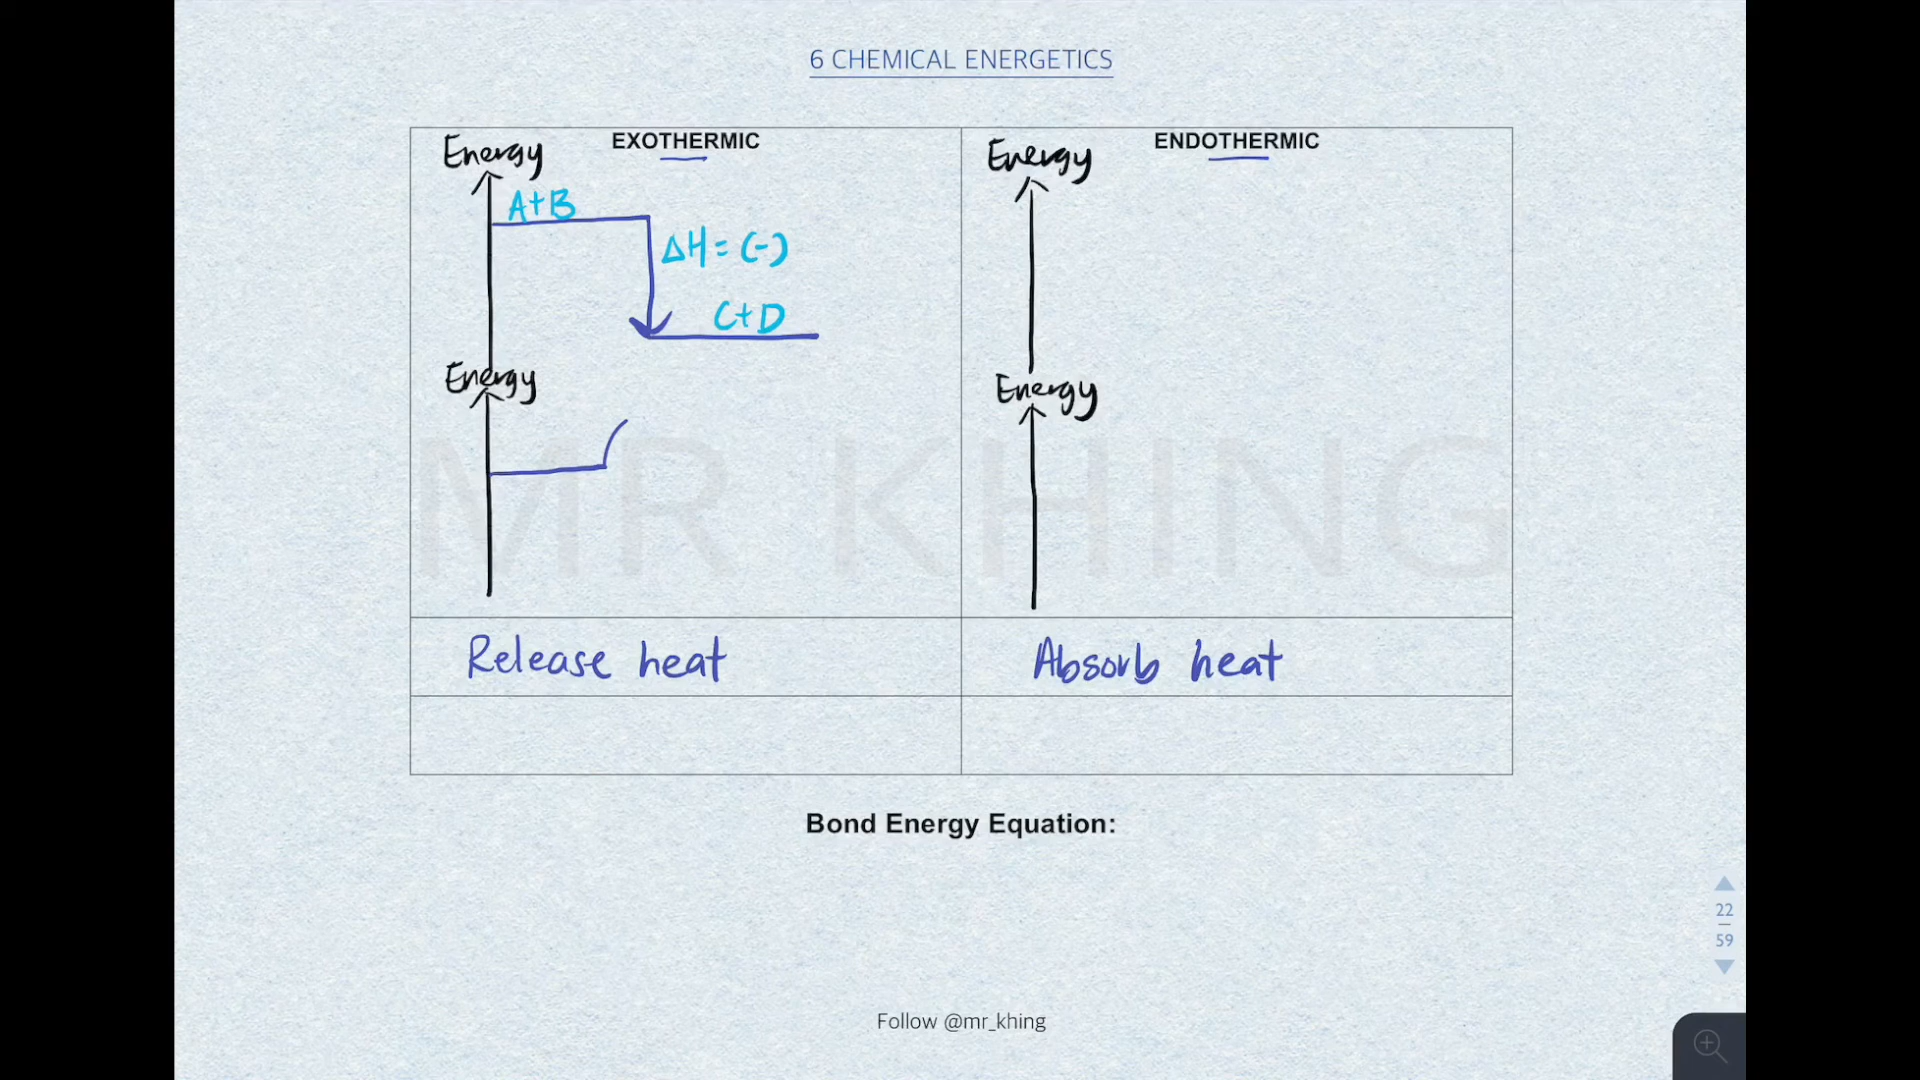 6 CHEMICAL ENERGETICS
EXOTHERMIC
Energy
A+B
ΔH = (-)
C+D
Energy
ENDOTHERMIC
Energy
Energy
MR KHING
Release heat
Absorb heat
Bond Energy Equation:
22
59
Follow @mr_khing